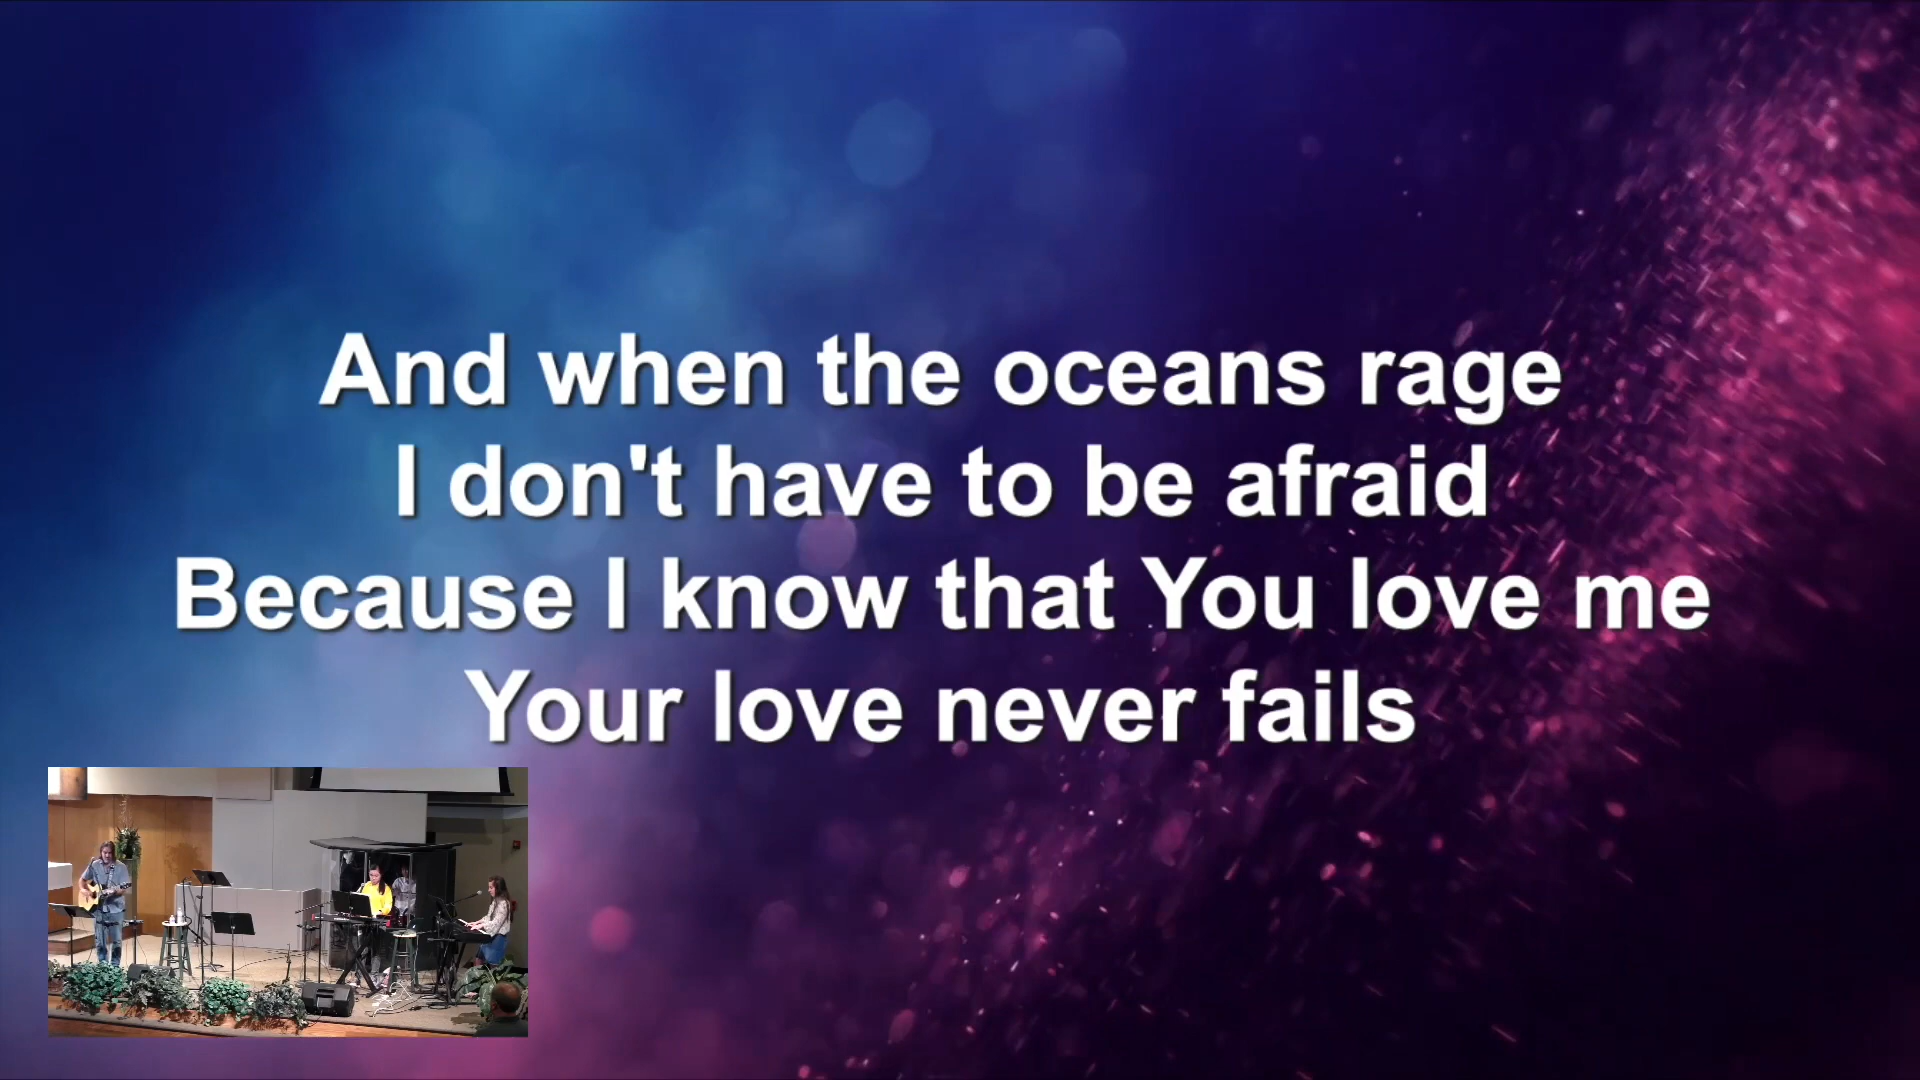 And when the oceans rage
I don't have to be afraid
Because I know that You love me
Your love never fails